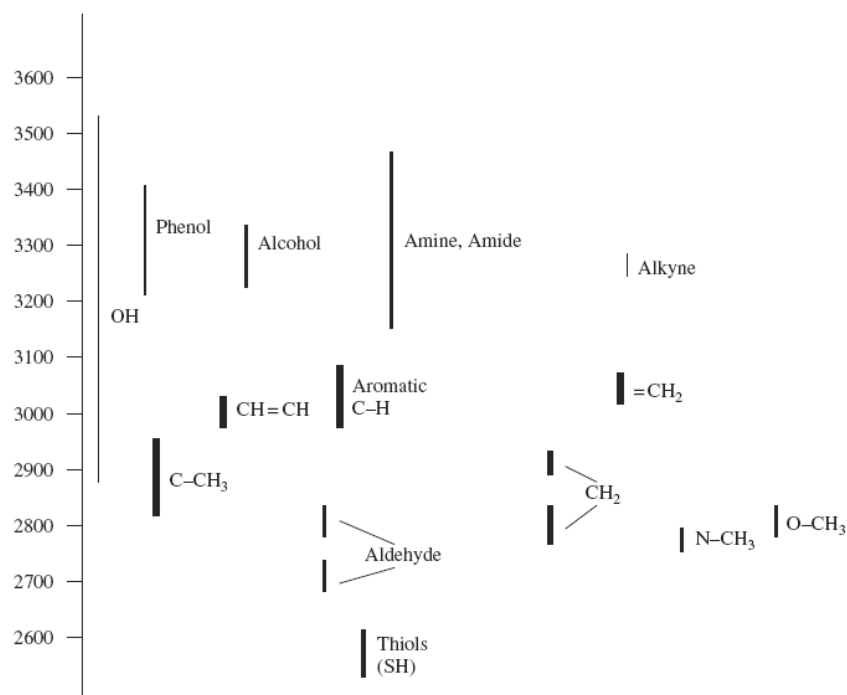 3600
3500
3400
Phenol
3300
Alcohol
Amine, Amide
Alkyne
3200
OH
3100
Aromatic
C–H
=CH₂
CH=CH
3000
2900
C–CH₃
CH₂
2800
O–CH₃
N–CH₃
Aldehyde
2700
2600
Thiols
(SH)